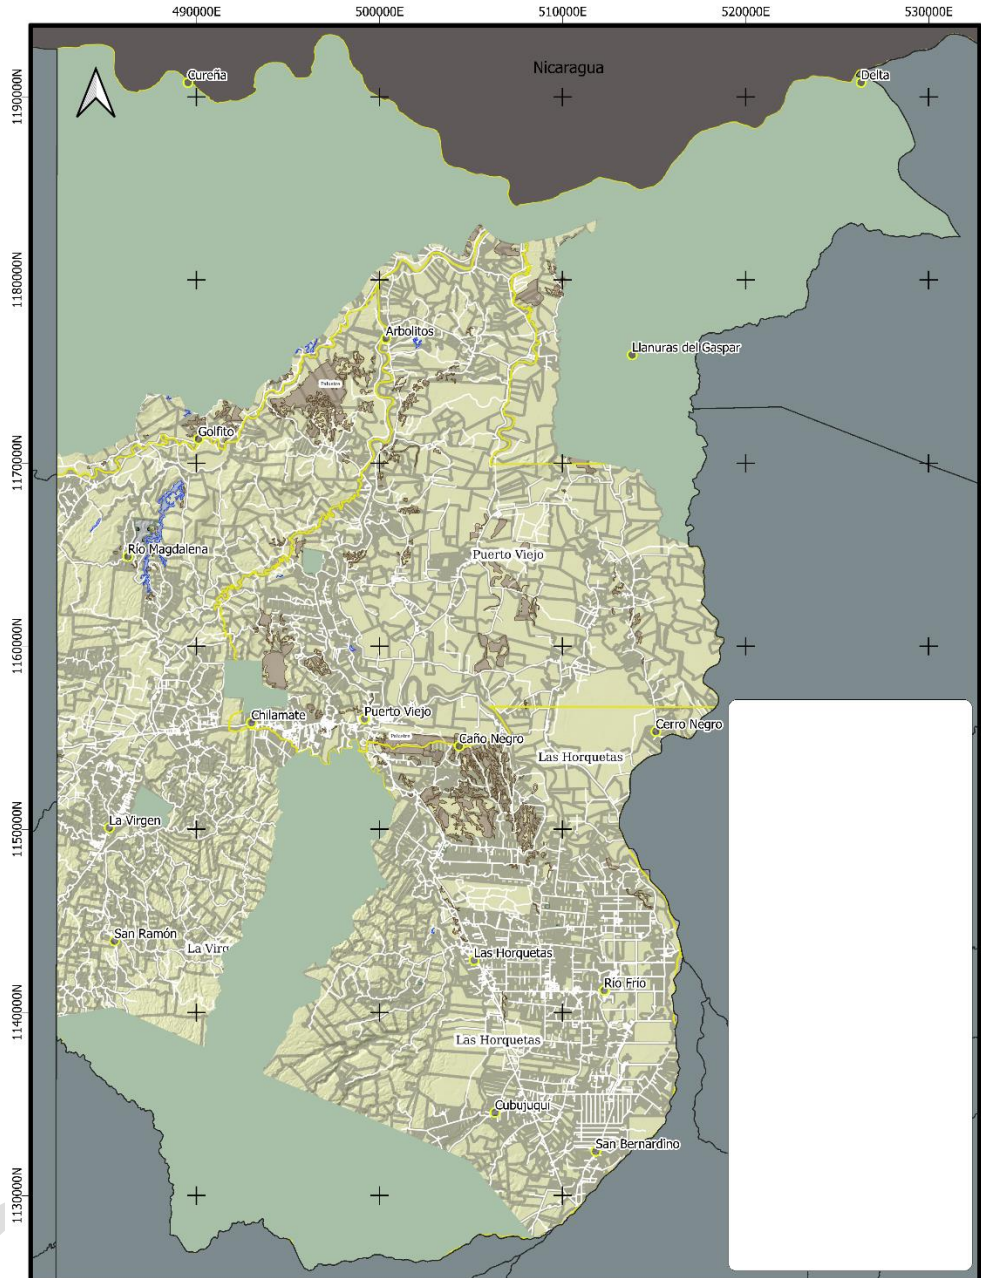 490000E 500000E 510000E 520000E 530000E
Nicaragua
Cureña
Delta
1190000N
1180000N
Arbolitos
Llanuras del Gaspar
Palustre
Golfito
1170000N
Río Magdalena
Puerto Viejo
1160000N
Chilamate
Puerto Viejo
Palustre
Caño Negro
Cerro Negro
Las Horquetas
La Virgen
1150000N
San Ramón
La Virg
Las Horquetas
Río Frío
1140000N
Las Horquetas
Cubujuquí
San Bernardino
1130000N